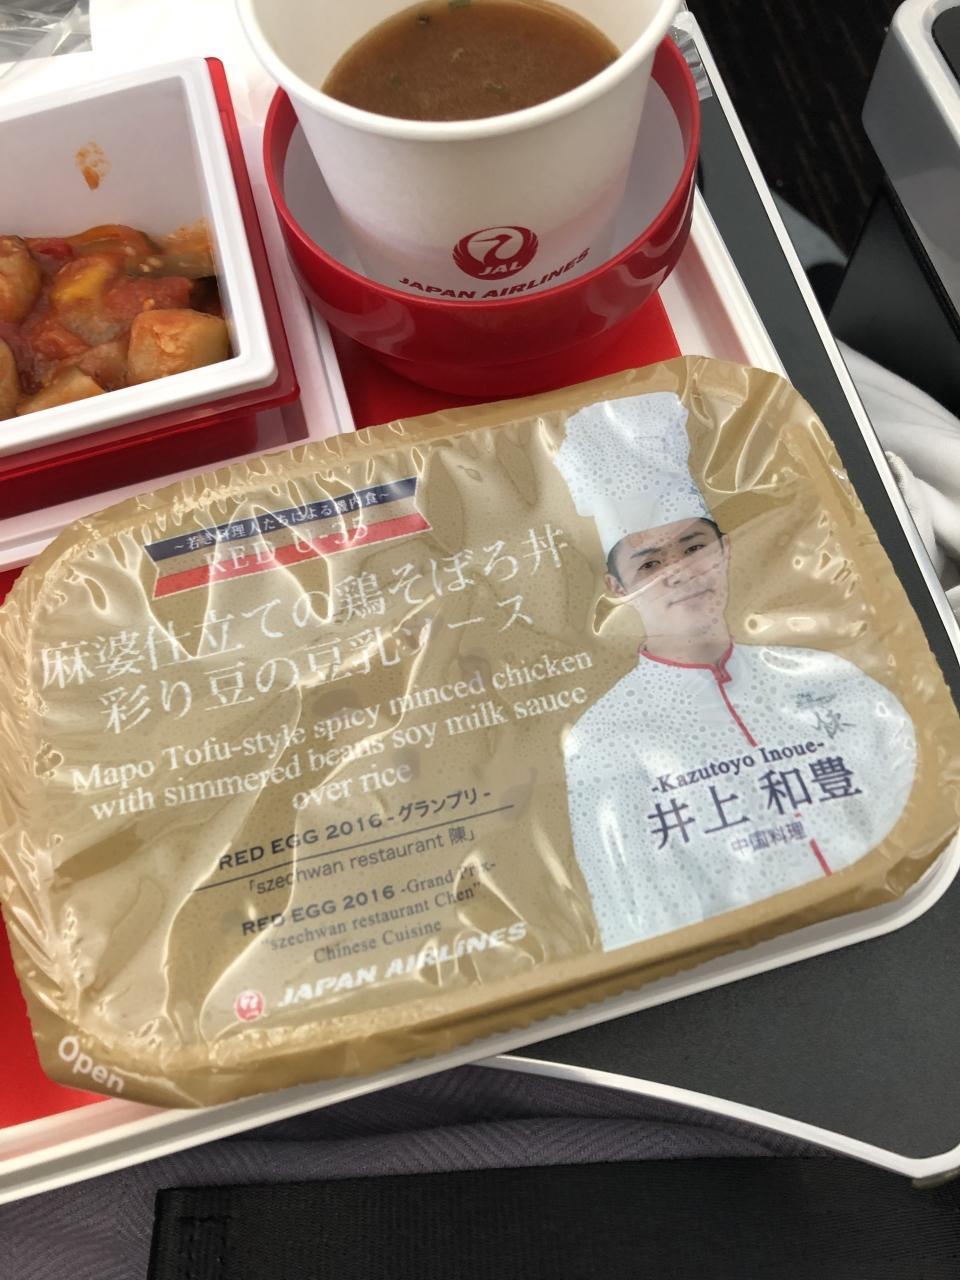 JAL
JAPAN AIRLINES
~若き料理人たちによる機内食~
RED U-35
麻婆仕立ての鶏そぼろ丼
彩り豆の豆乳ソース
Mapo Tofu-style spicy minced chicken
with simmered beans soy milk sauce
over rice
RED EGG 2016 -グランプリ-
「szechwan restaurant 陳」
RED EGG 2016 -Grand Prix-
"szechwan restaurant Chen"
Chinese Cuisine
JAPAN AIRLINES
-Kazutoyo Inoue-
井上 和豊
中国料理
Open